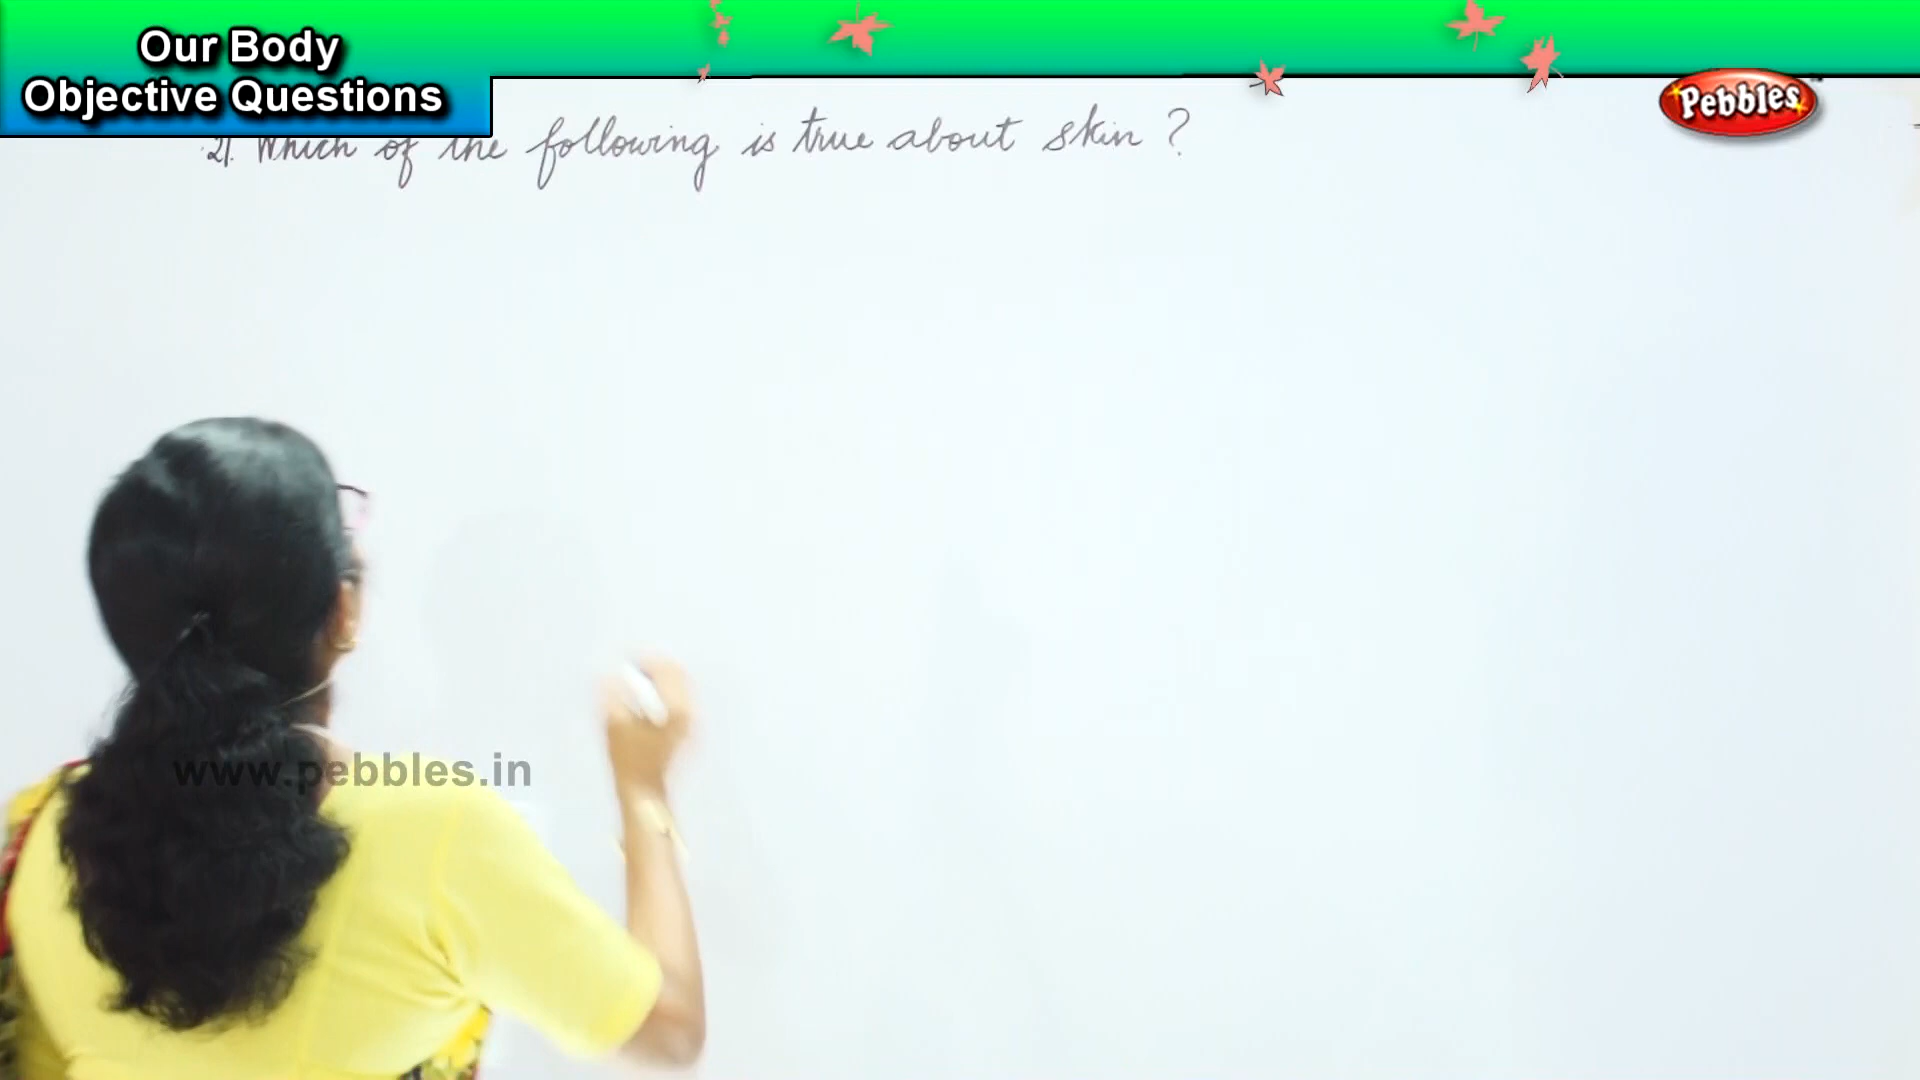 Our Body
Objective Questions
Pebbles
21. Which of the following is true about skin ?
www.pebbles.in